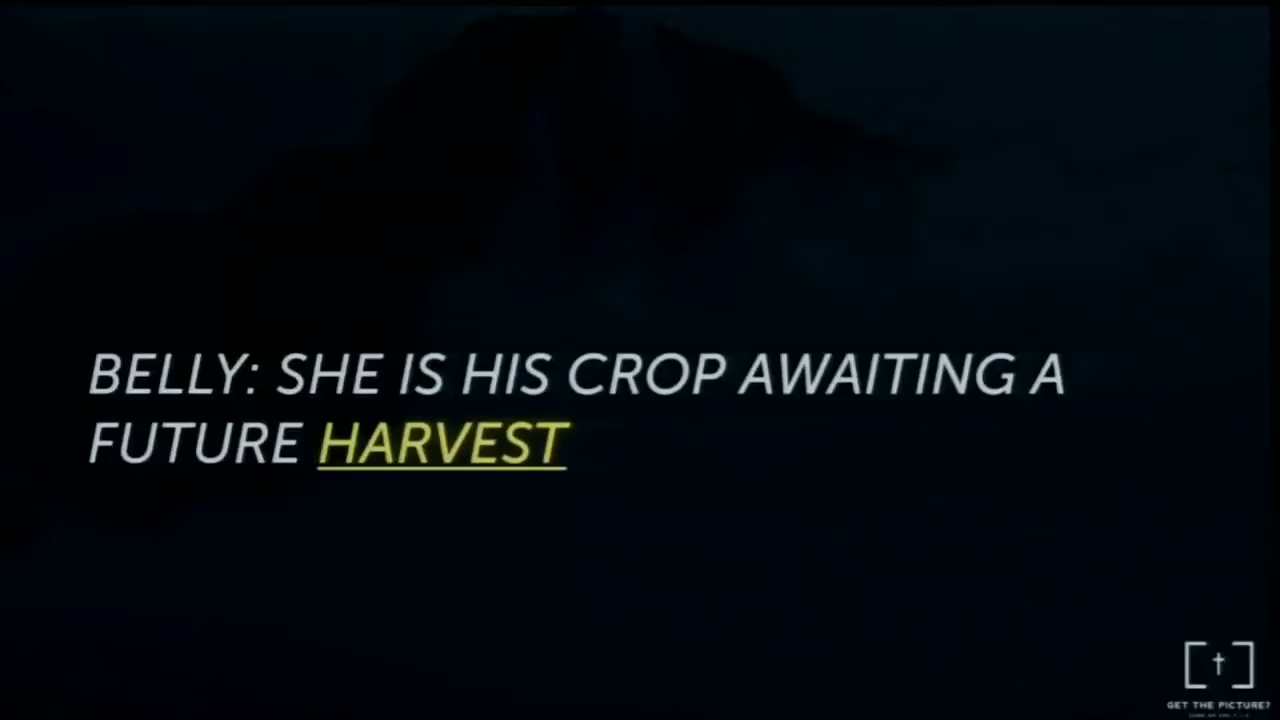 BELLY: SHE IS HIS CROP AWAITING A
FUTURE HARVEST
GET THE PICTURE?